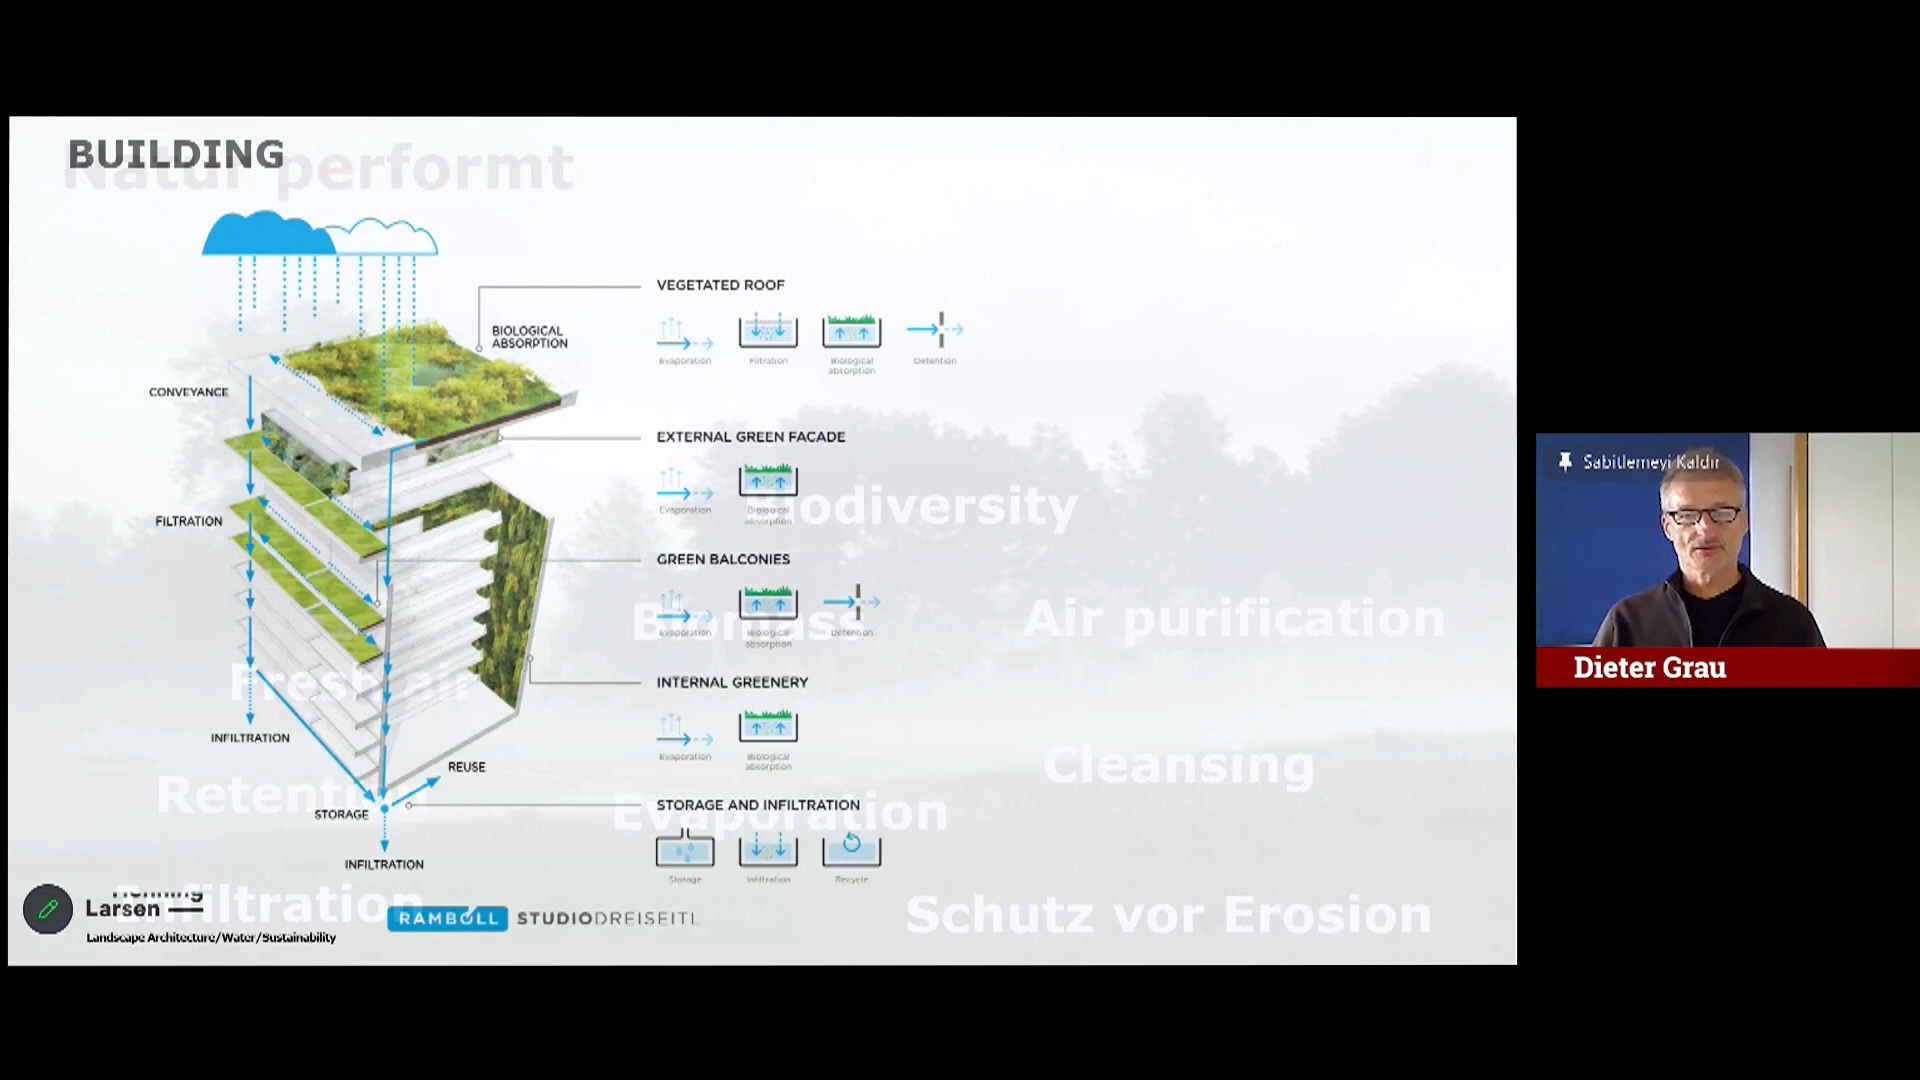 BUILDING
Natur performt
VEGETATED ROOF
BIOLOGICAL
ABSORPTION
Evaporation
Filtration
Biological
absorption
Detention
CONVEYANCE
EXTERNAL GREEN FACADE
Evaporation
Biological
absorption
Biodiversity
FILTRATION
GREEN BALCONIES
Evaporation
Biological
absorption
Detention
Biomass
Air purification
Fresh air
INTERNAL GREENERY
Evaporation
Biological
absorption
INFILTRATION
REUSE
Cleansing
Retention
STORAGE
STORAGE AND INFILTRATION
Evaporation
Storage
Infiltration
Recycle
INFILTRATION
Infiltration
Schutz vor Erosion
Henning
Larsen
Landscape Architecture/Water/Sustainability
RAMBOLL STUDIODREISEITL
Sabitlemeyi Kaldır
Dieter Grau